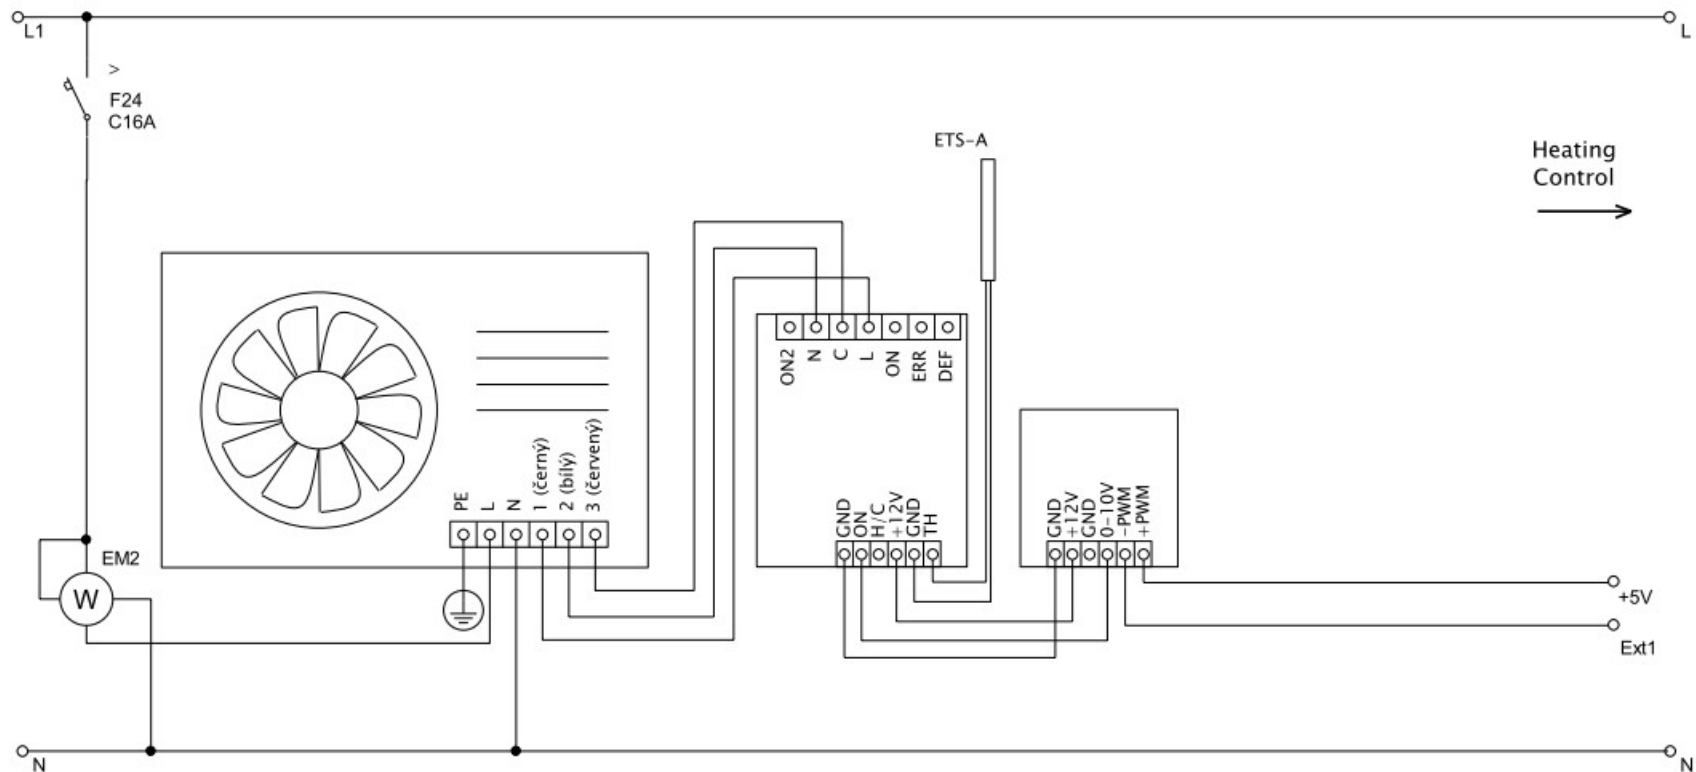 L1
L
>
F24
C16A
ETS-A
Heating
Control
ON2
N
C
L
ON
ERR
DEF
PE
L
N
1 (černý)
2 (bílý)
3 (červený)
GND
ON
H/C
+12V
GND
TH
GND
+12V
GND
0-10V
-PWM
+PWM
EM2
W
+5V
Ext1
N
N